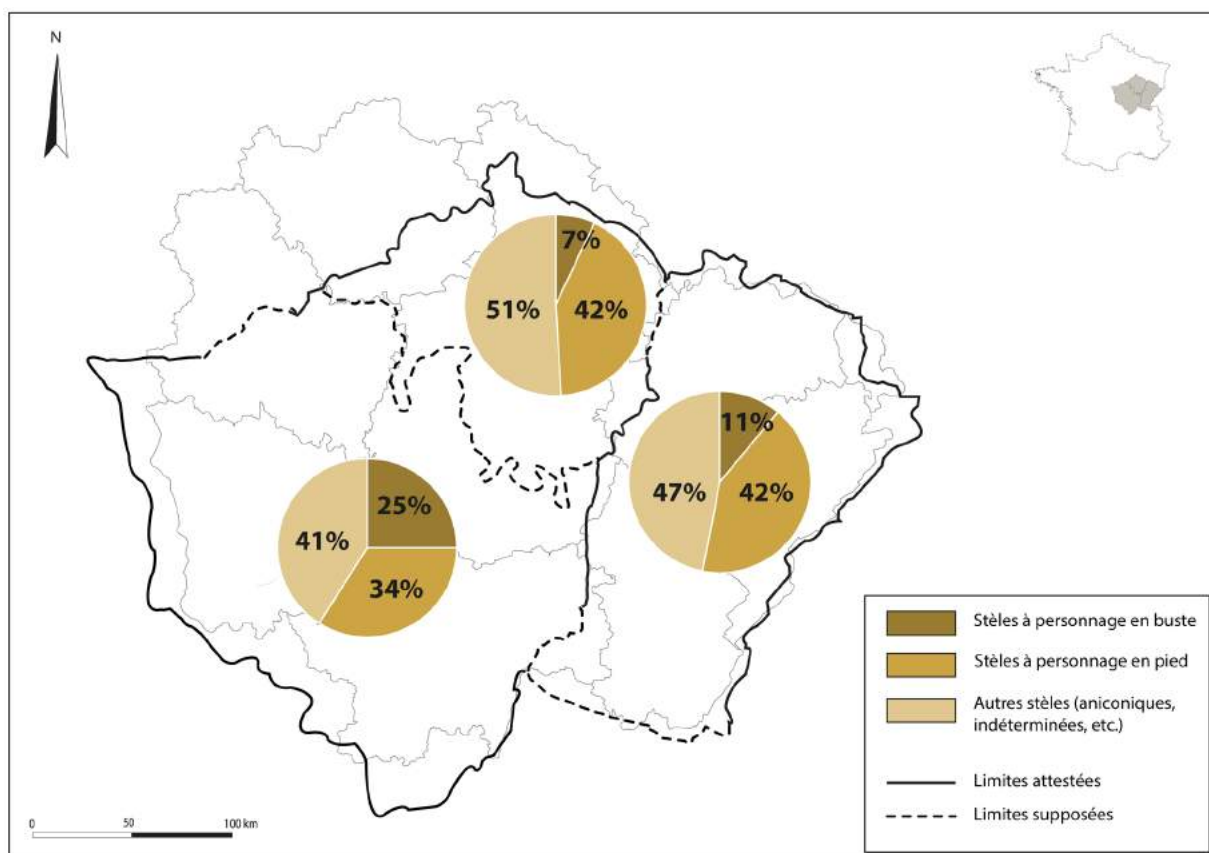 N
7%
51%
42%
11%
47%
42%
25%
41%
34%
Stèles à personnage en buste
Stèles à personnage en pied
Autres stèles (aniconiques,
indéterminées, etc.)
Limites attestées
Limites supposées
0 50 100 km